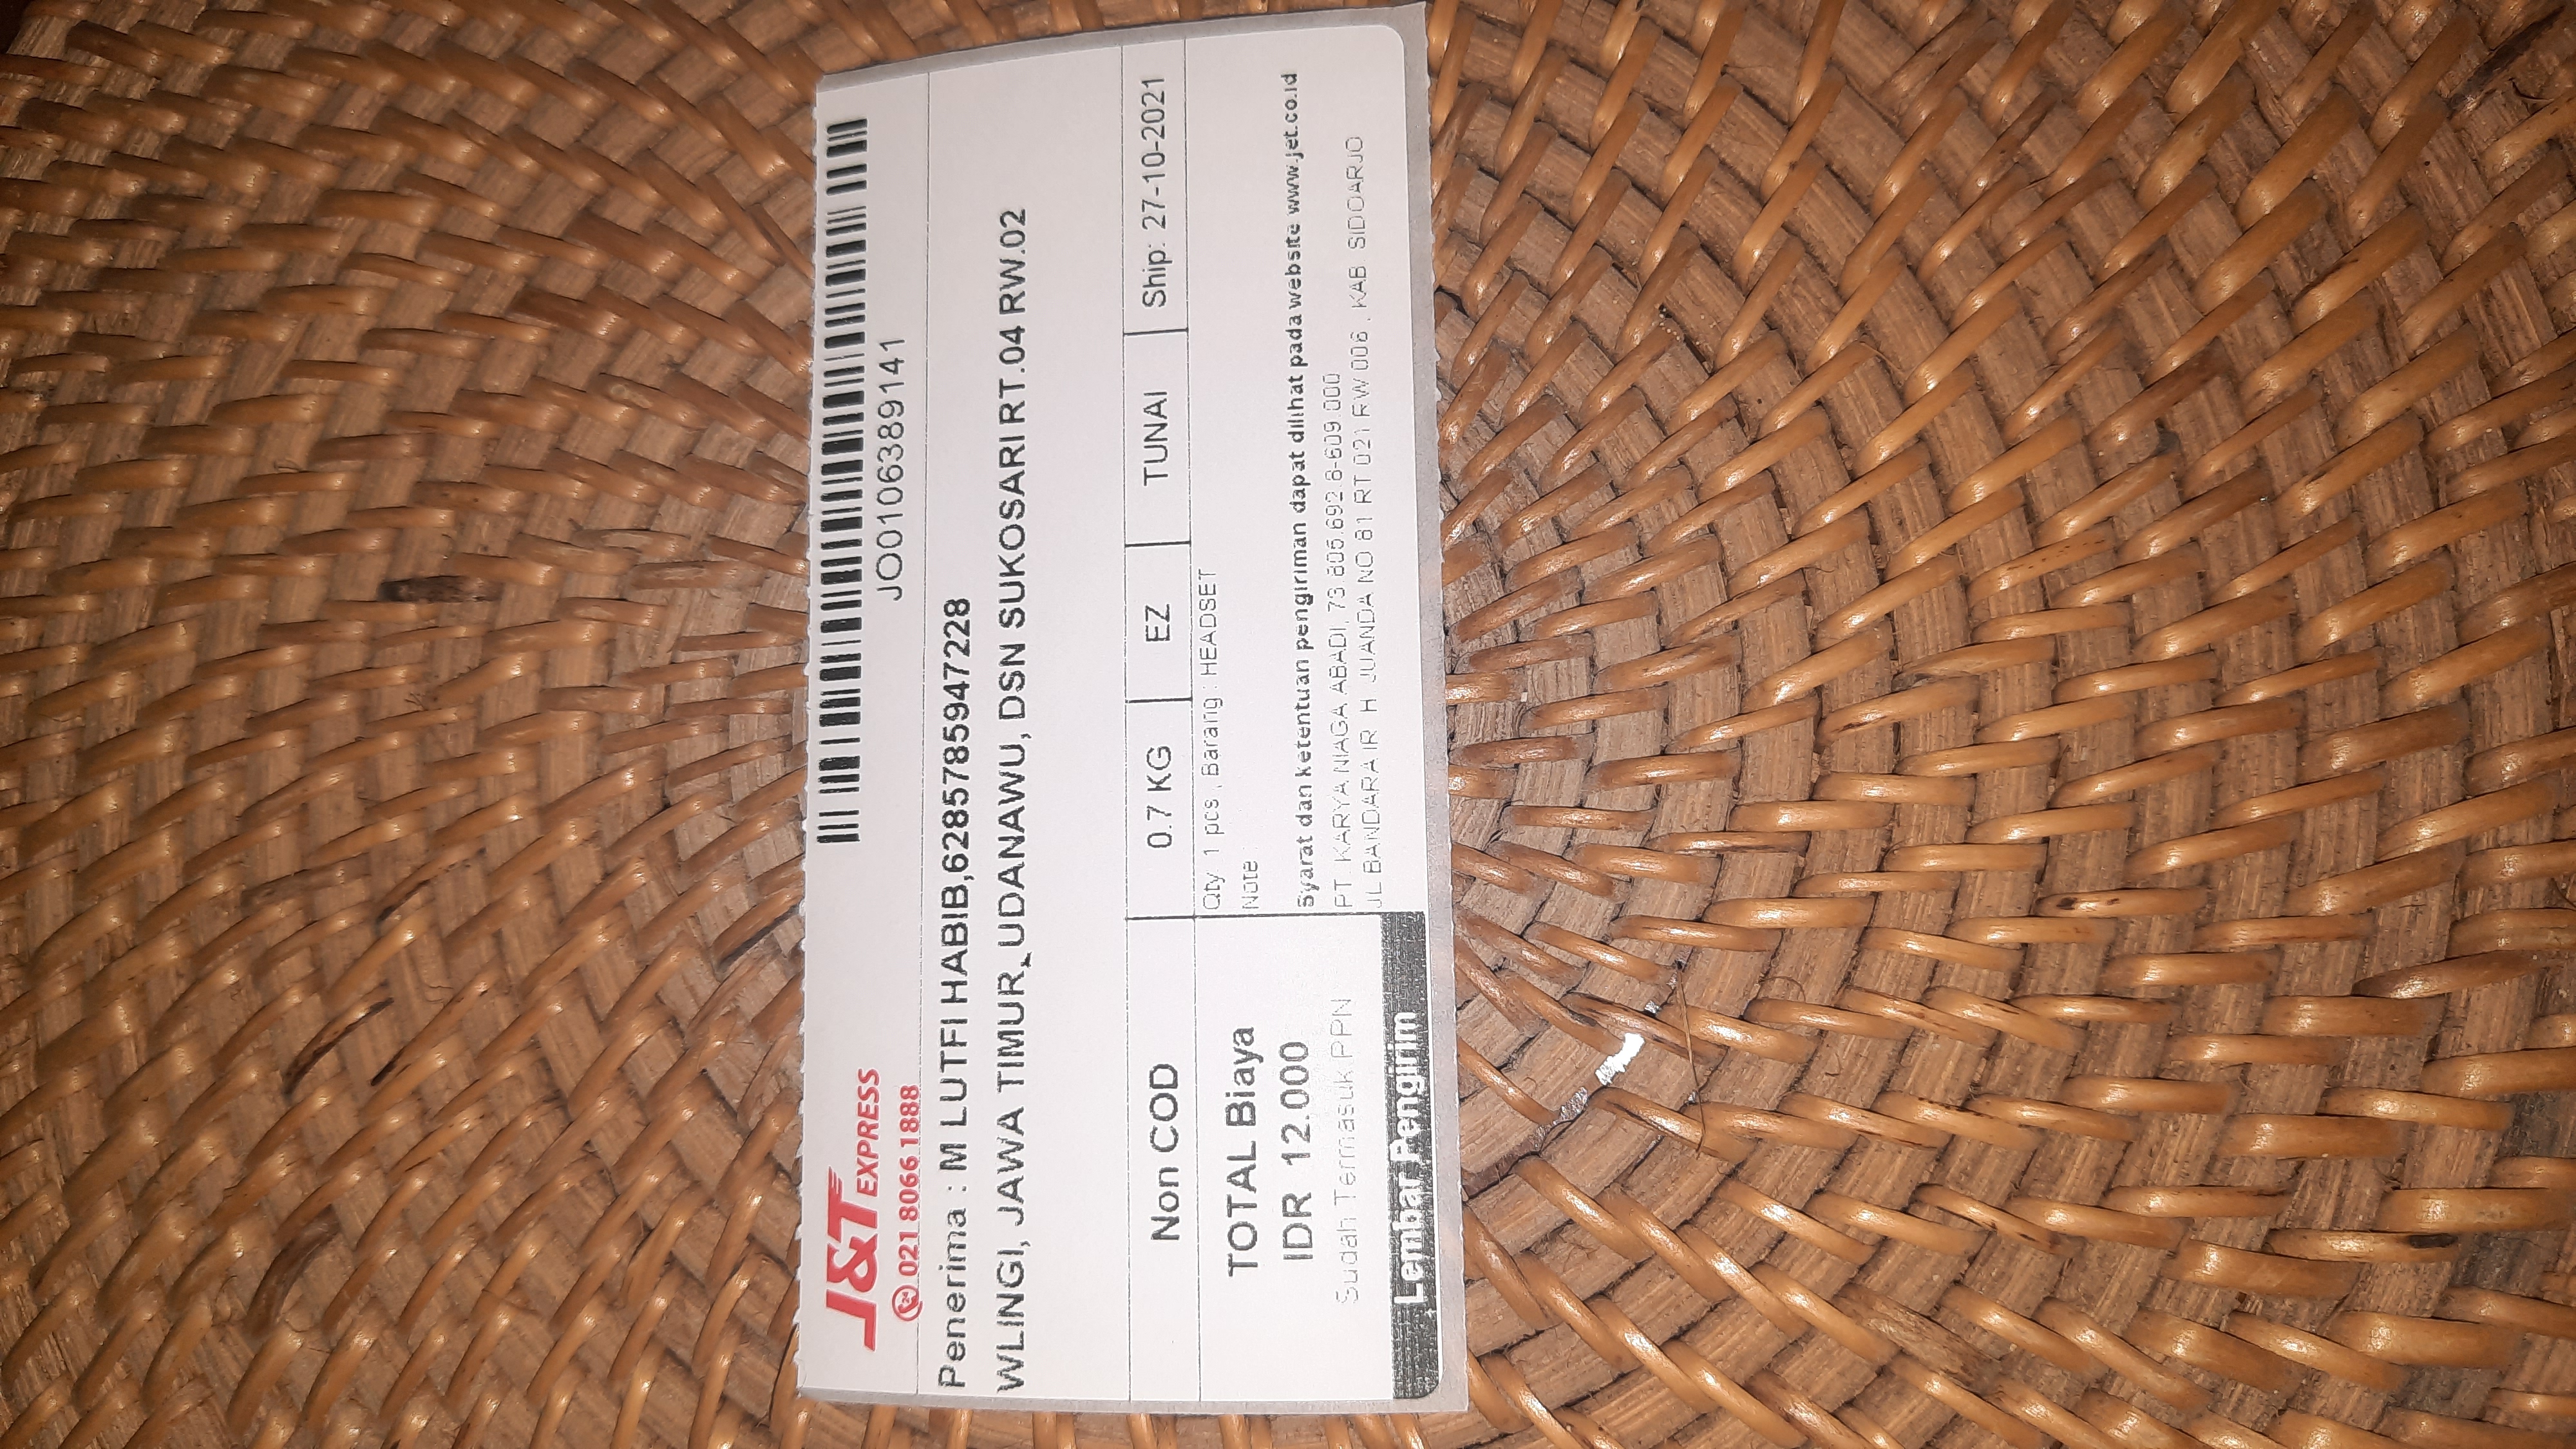 J&T EXPRESS
24 021 8066 1888
JO0106389141
Penerima : M LUTFI HABIB,6285785947228
WLINGI, JAWA TIMUR, UDANAWU, DSN SUKOSARI RT.04 RW.02
Non COD
0.7 KG
EZ
TUNAI
Ship: 27-10-2021
TOTAL Biaya
IDR 12.000
Sudah Termasuk PPN
Lembar Pengirim
Qty 1 pcs , Barang : HEADSET
Note :
Syarat dan ketentuan pengiriman dapat dilihat pada website www.jet.co.id
PT. KARYA NIAGA ABADI, 73.805.692.8-609.000
JL BANDARA IR. H. JUANDA NO 81 RT 021 RW 006 , KAB. SIDOARJO